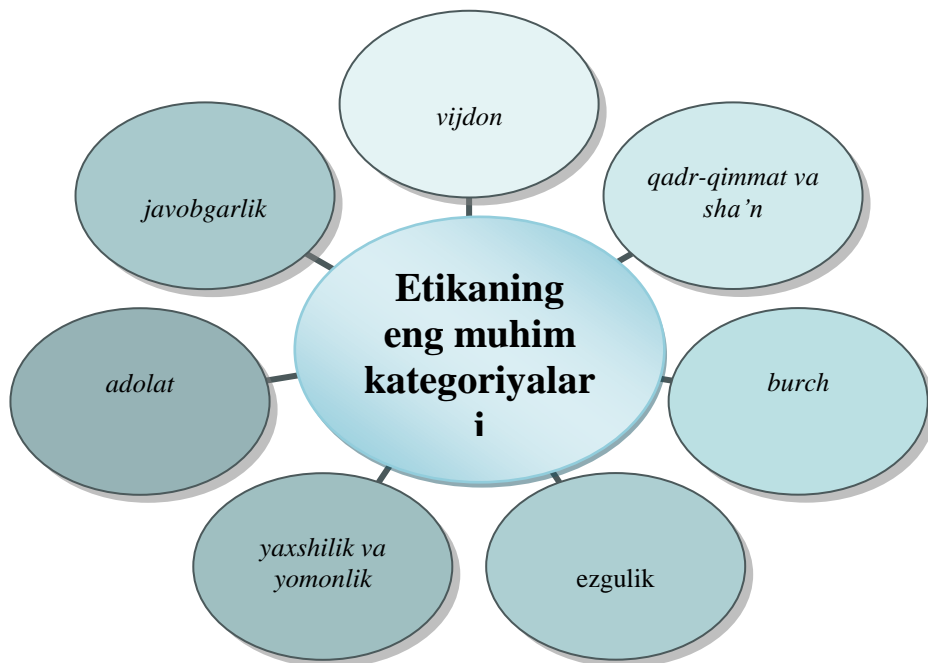 vijdon
qadr-qimmat va
sha’n
javobgarlik
Etikaning
eng muhim
kategoriyalar
i
adolat
burch
yaxshilik va
yomonlik
ezgulik